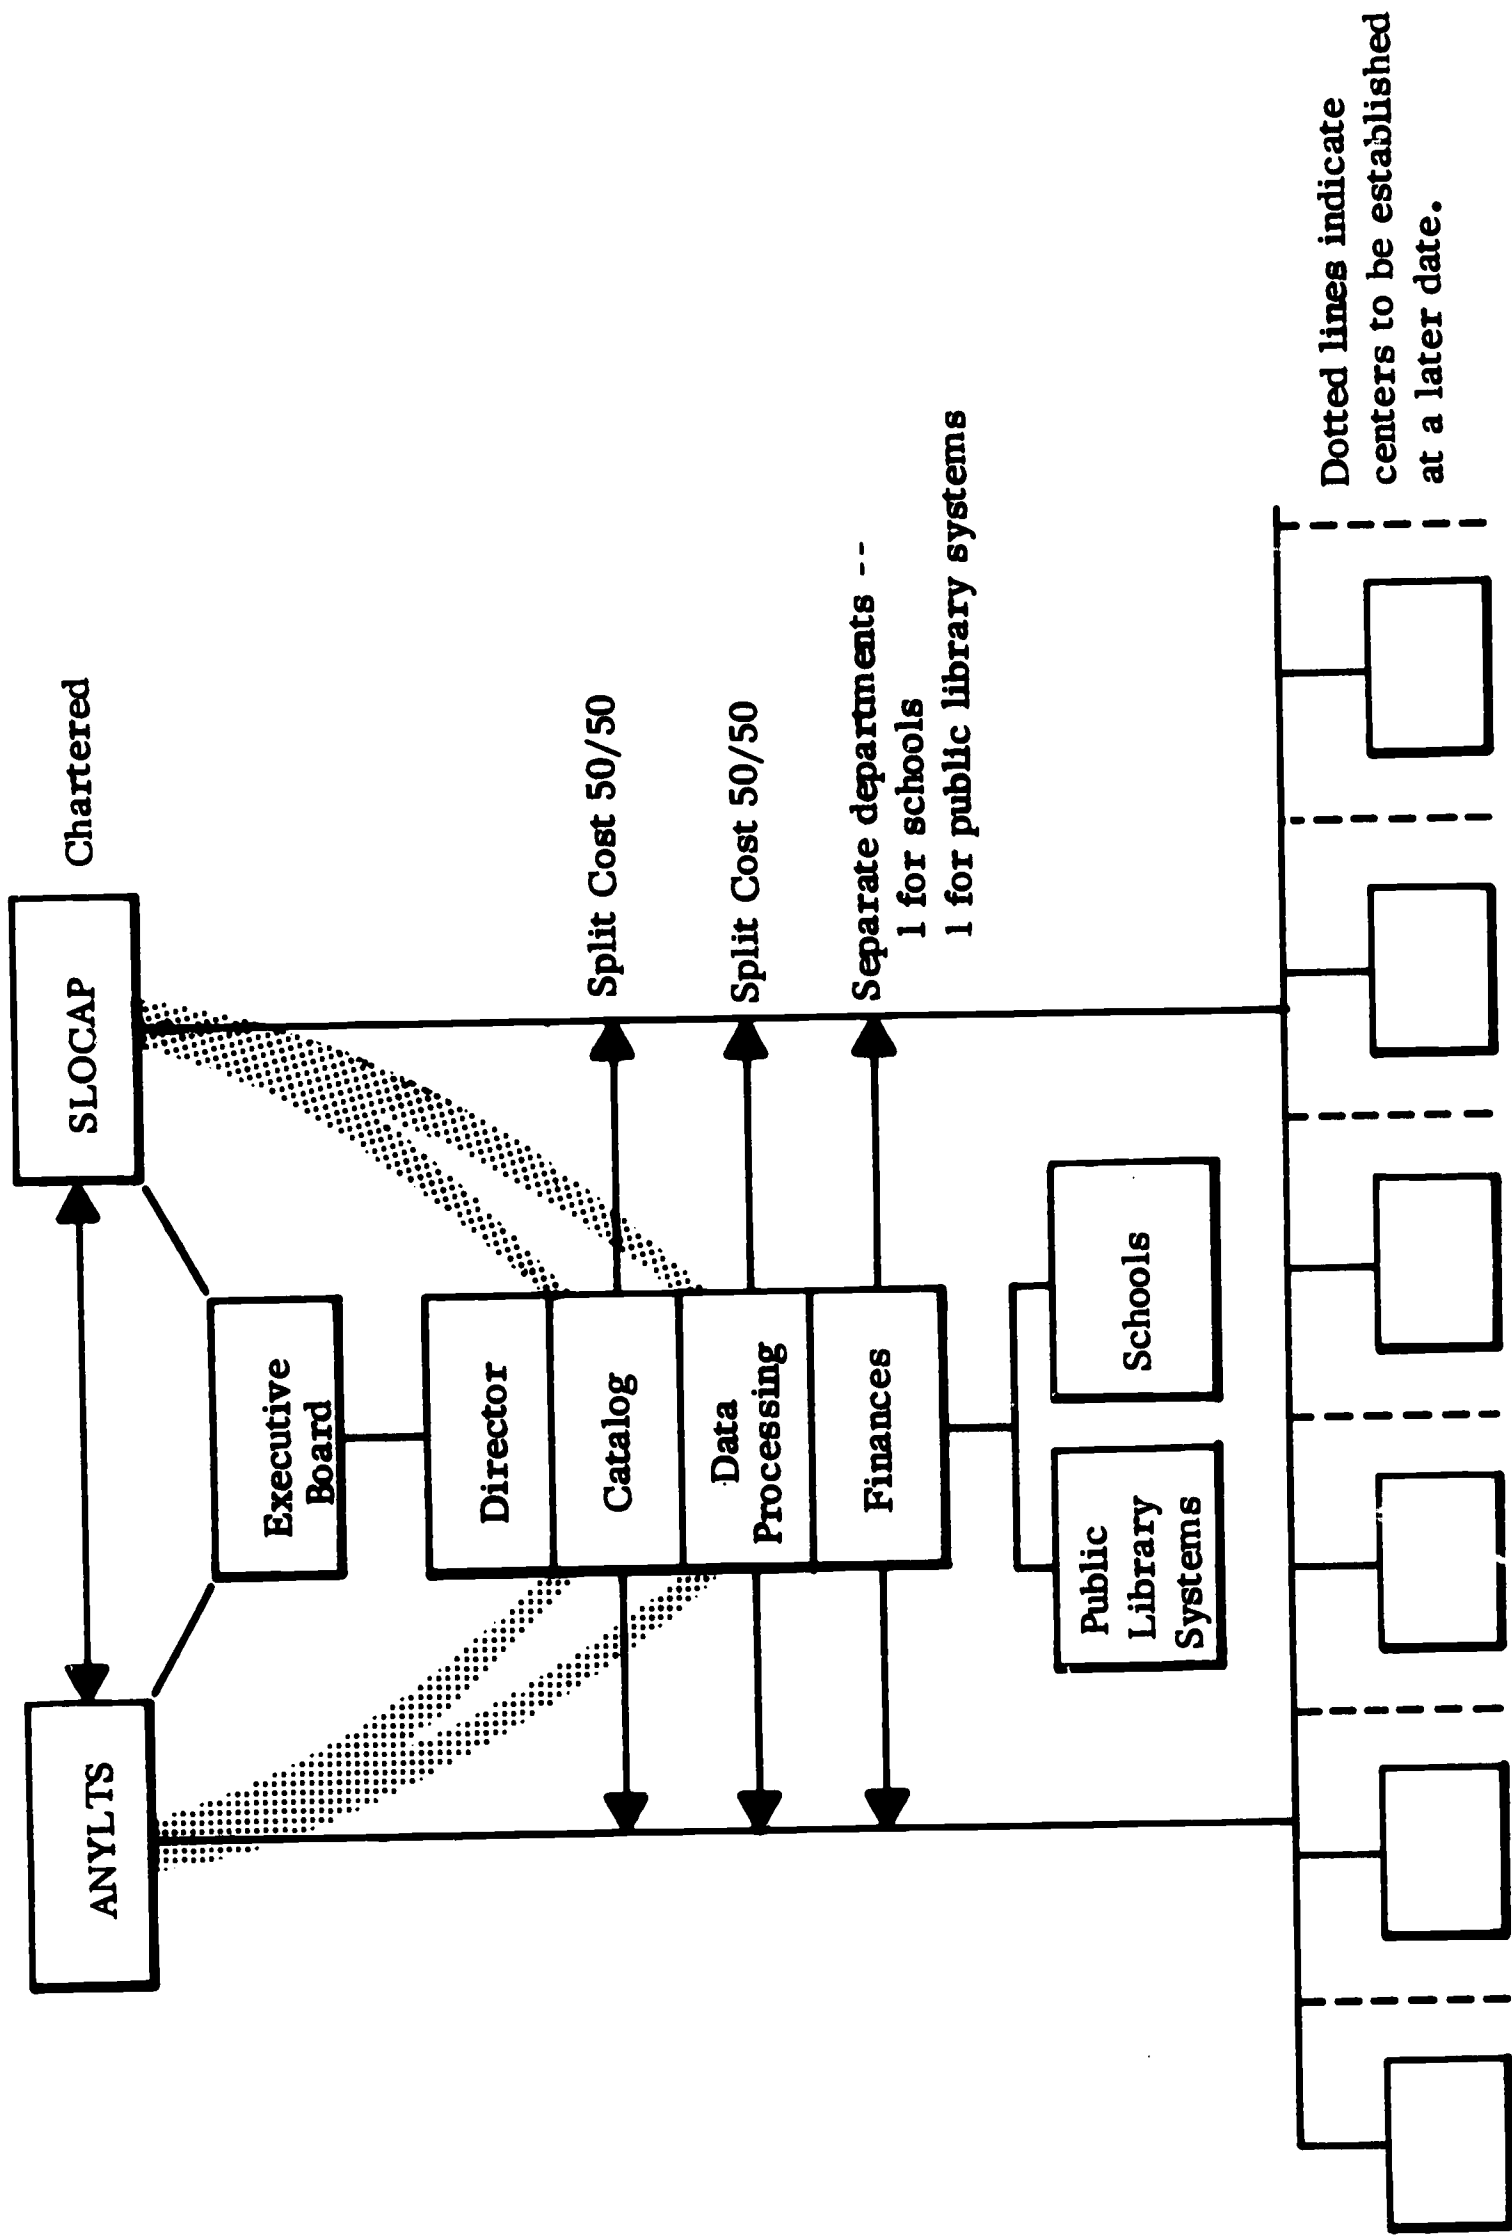 ANYLTS
SLOCAP
Chartered
Executive
Board
Director
Catalog
Split Cost 50/50
Data
Processing
Split Cost 50/50
Finances
Separate departments --
1 for schools
1 for public library systems
Public
Library
Systems
Schools
Dotted lines indicate
centers to be established
at a later date.